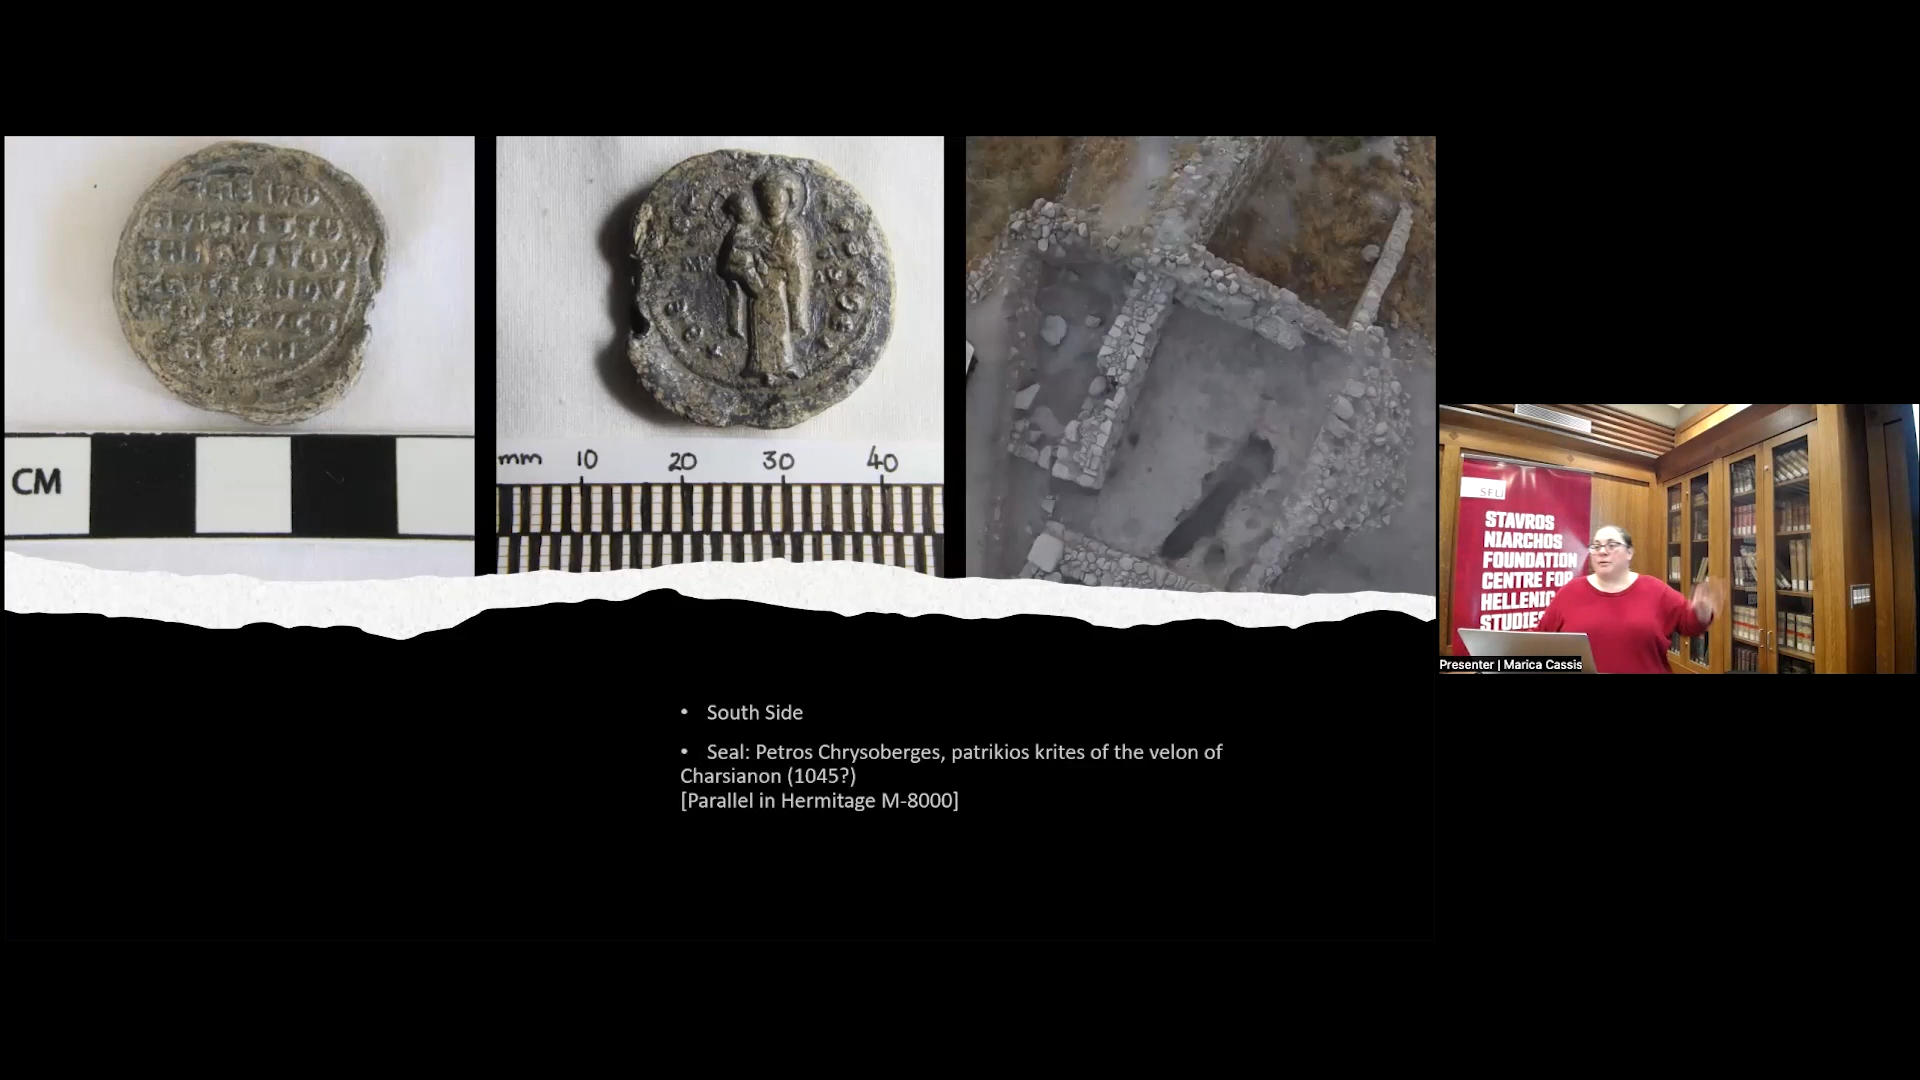 CM
mm 10 20 30 40
• South Side
• Seal: Petros Chrysoberges, patrikios krites of the velon of
Charsianon (1045?)
[Parallel in Hermitage M-8000]
SFU
STAVROS
NIARCHOS
FOUNDATION
CENTRE FOR
HELLENIC
STUDIES
Presenter | Marica Cassis